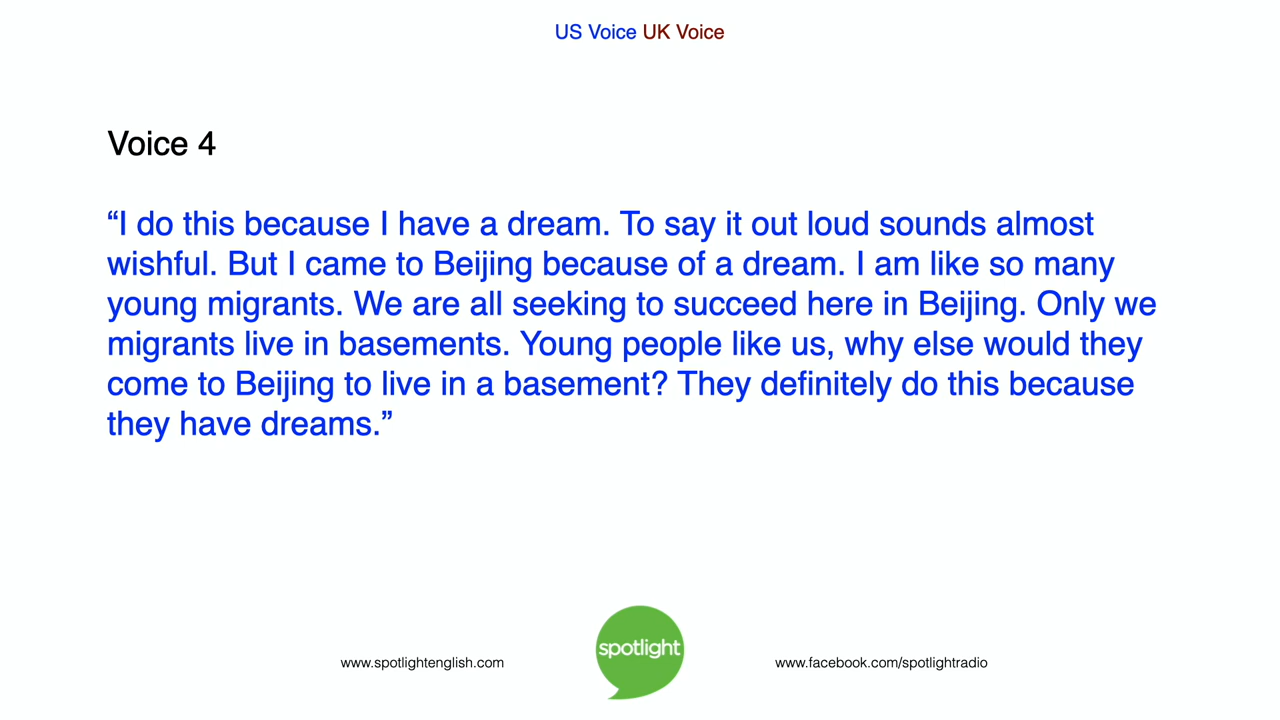 US Voice UK Voice
Voice 4
“I do this because I have a dream. To say it out loud sounds almost
wishful. But I came to Beijing because of a dream. I am like so many
young migrants. We are all seeking to succeed here in Beijing. Only we
migrants live in basements. Young people like us, why else would they
come to Beijing to live in a basement? They definitely do this because
they have dreams.”
spotlight
www.spotlightenglish.com
www.facebook.com/spotlightradio